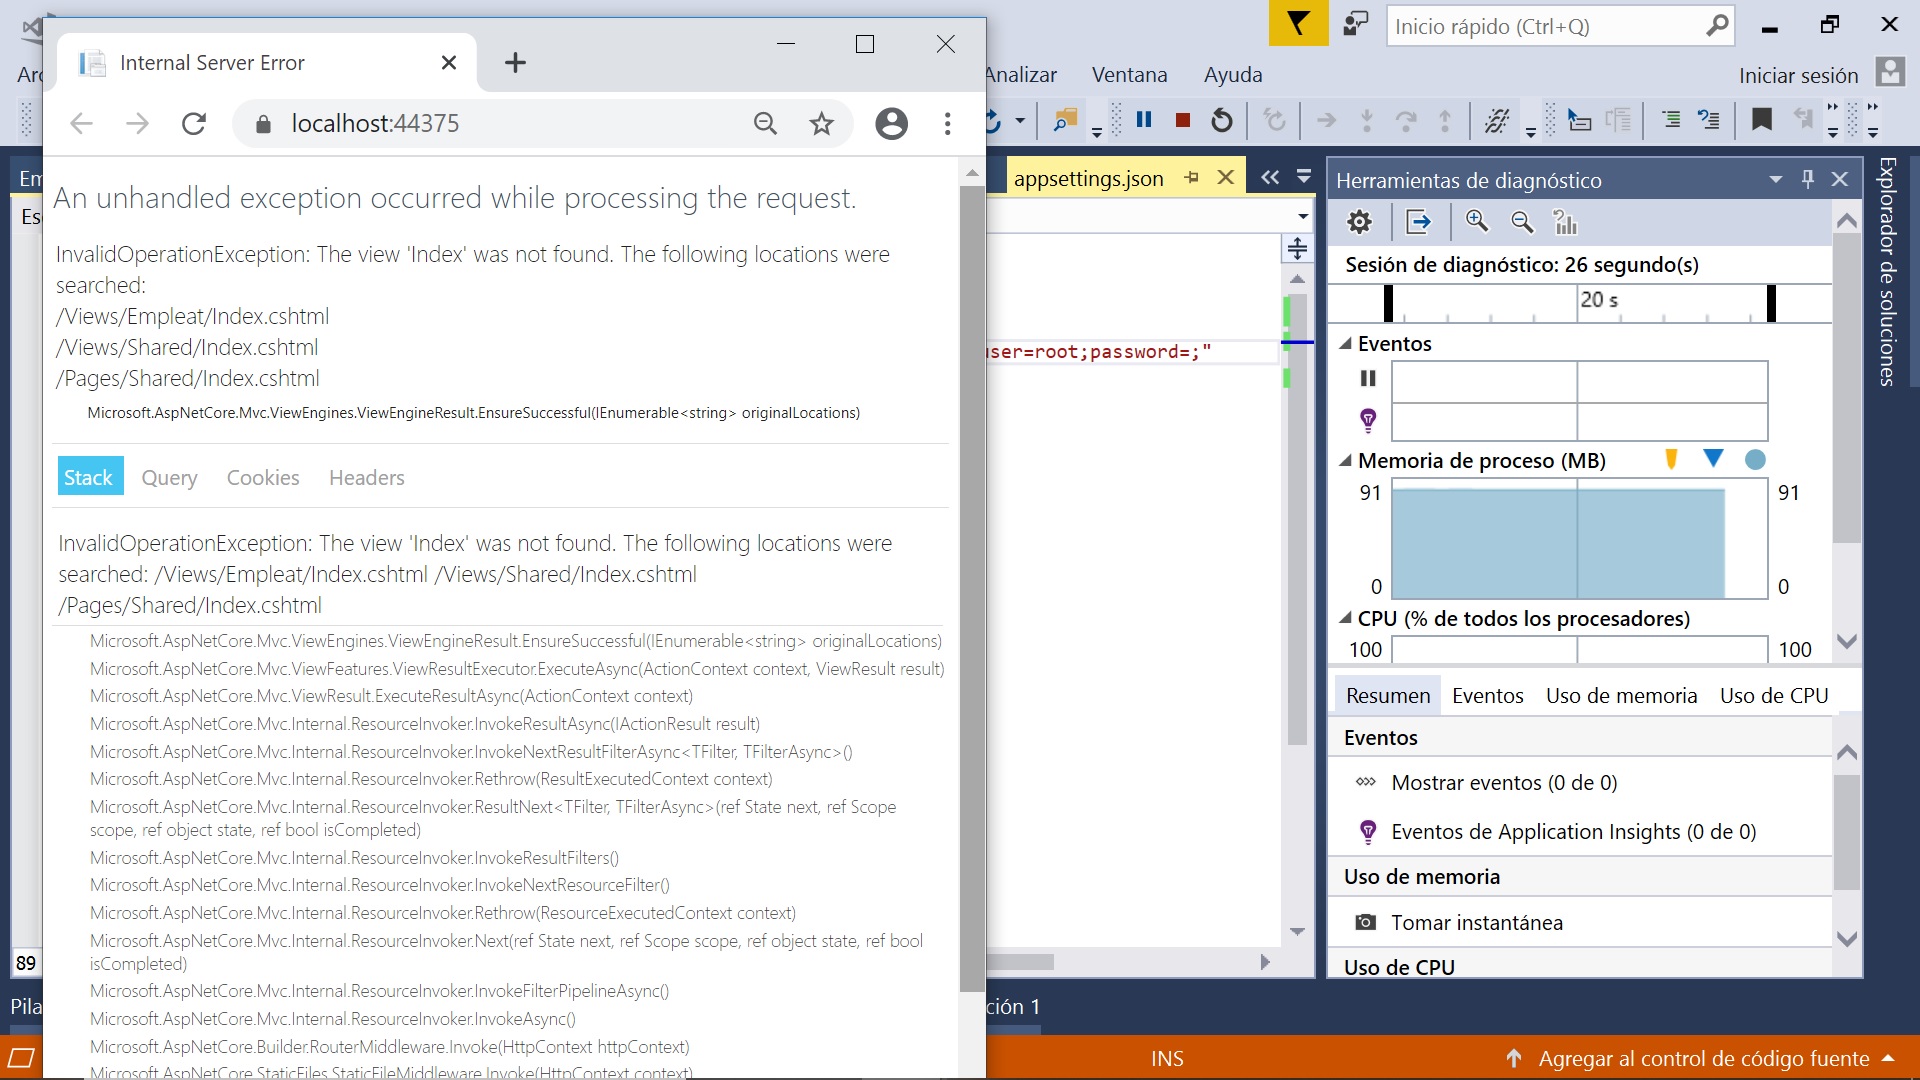 Internal Server Error
localhost:44375
An unhandled exception occurred while processing the request.
InvalidOperationException: The view 'Index' was not found. The following locations were
searched:
/Views/Empleat/Index.cshtml
/Views/Shared/Index.cshtml
/Pages/Shared/Index.cshtml
Microsoft.AspNetCore.Mvc.ViewEngines.ViewEngineResult.EnsureSuccessful(IEnumerable<string> originalLocations)
Stack Query Cookies Headers
InvalidOperationException: The view 'Index' was not found. The following locations were
searched: /Views/Empleat/Index.cshtml /Views/Shared/Index.cshtml
/Pages/Shared/Index.cshtml
Microsoft.AspNetCore.Mvc.ViewEngines.ViewEngineResult.EnsureSuccessful(IEnumerable<string> originalLocations)
Microsoft.AspNetCore.Mvc.ViewFeatures.ViewResultExecutor.ExecuteAsync(ActionContext context, ViewResult result)
Microsoft.AspNetCore.Mvc.ViewResult.ExecuteResultAsync(ActionContext context)
Microsoft.AspNetCore.Mvc.Internal.ResourceInvoker.InvokeResultAsync(IActionResult result)
Microsoft.AspNetCore.Mvc.Internal.ResourceInvoker.InvokeNextResultFilterAsync<TFilter, TFilterAsync>()
Microsoft.AspNetCore.Mvc.Internal.ResourceInvoker.Rethrow(ResultExecutedContext context)
Microsoft.AspNetCore.Mvc.Internal.ResourceInvoker.ResultNext<TFilter, TFilterAsync>(ref State next, ref Scope
scope, ref object state, ref bool isCompleted)
Microsoft.AspNetCore.Mvc.Internal.ResourceInvoker.InvokeResultFilters()
Microsoft.AspNetCore.Mvc.Internal.ResourceInvoker.InvokeNextResourceFilter()
Microsoft.AspNetCore.Mvc.Internal.ResourceInvoker.Rethrow(ResourceExecutedContext context)
Microsoft.AspNetCore.Mvc.Internal.ResourceInvoker.Next(ref State next, ref Scope scope, ref object state, ref bool
isCompleted)
Microsoft.AspNetCore.Mvc.Internal.ResourceInvoker.InvokeFilterPipelineAsync()
Microsoft.AspNetCore.Mvc.Internal.ResourceInvoker.InvokeAsync()
Microsoft.AspNetCore.Builder.RouterMiddleware.Invoke(HttpContext httpContext)
Microsoft.AspNetCore.StaticFiles.StaticFileMiddleware.Invoke(HttpContext context)
Arc
Em
Es
89
Pila
Inicio rápido (Ctrl+Q)
Analizar Ventana Ayuda
Iniciar sesión
appsettings.json
user=root;password=;"
ción 1
INS
Agregar al control de código fuente
Herramientas de diagnóstico
Sesión de diagnóstico: 26 segundo(s)
20 s
Eventos
Memoria de proceso (MB)
91 91
0 0
CPU (% de todos los procesadores)
100 100
Resumen Eventos Uso de memoria Uso de CPU
Eventos
Mostrar eventos (0 de 0)
Eventos de Application Insights (0 de 0)
Uso de memoria
Tomar instantánea
Uso de CPU
Explorador de soluciones